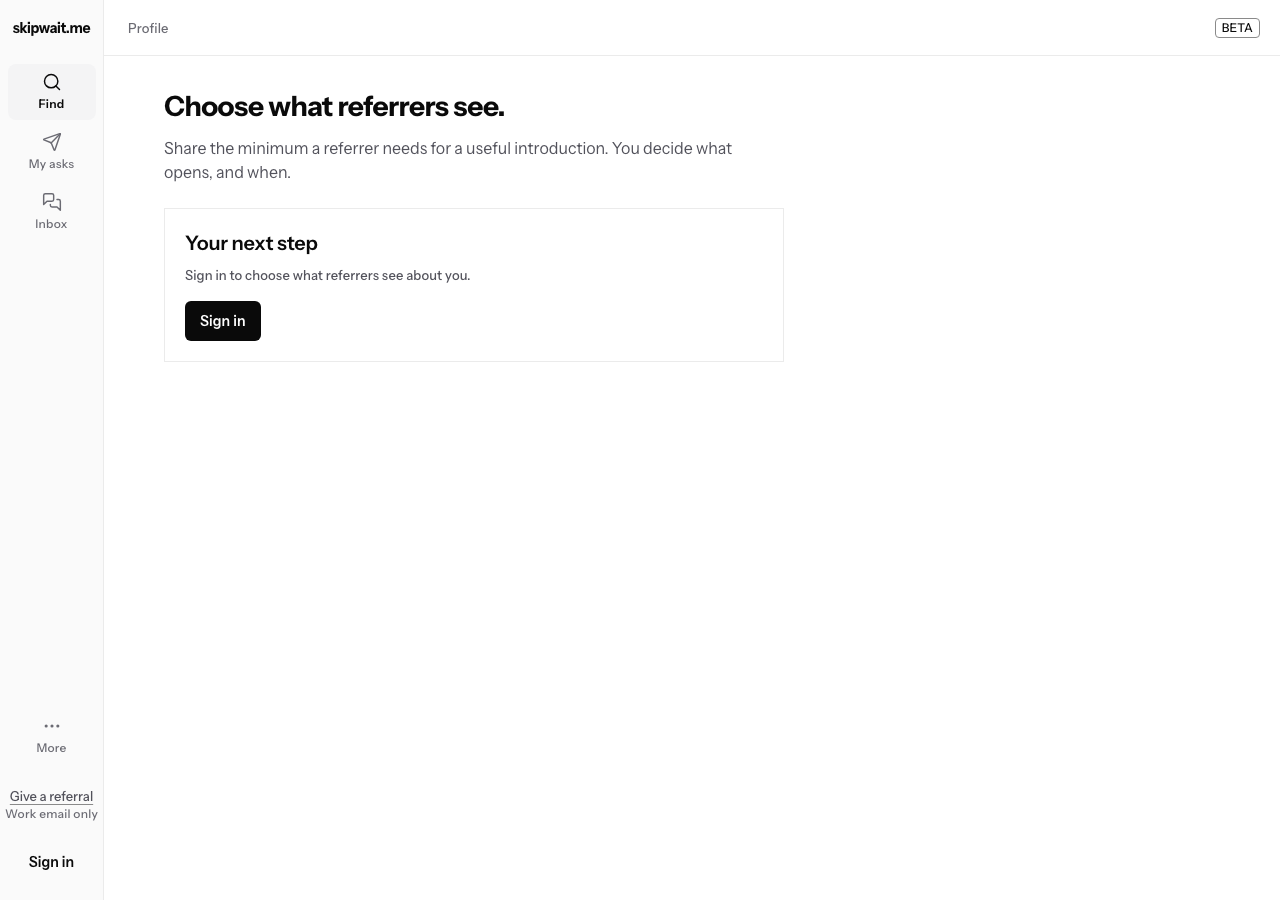 skipwait.me
Find
My asks
Inbox
More
Give a referral
Work email only
Sign in
Profile
BETA
Choose what referrers see.
Share the minimum a referrer needs for a useful introduction. You decide what
opens, and when.
Your next step
Sign in to choose what referrers see about you.
Sign in